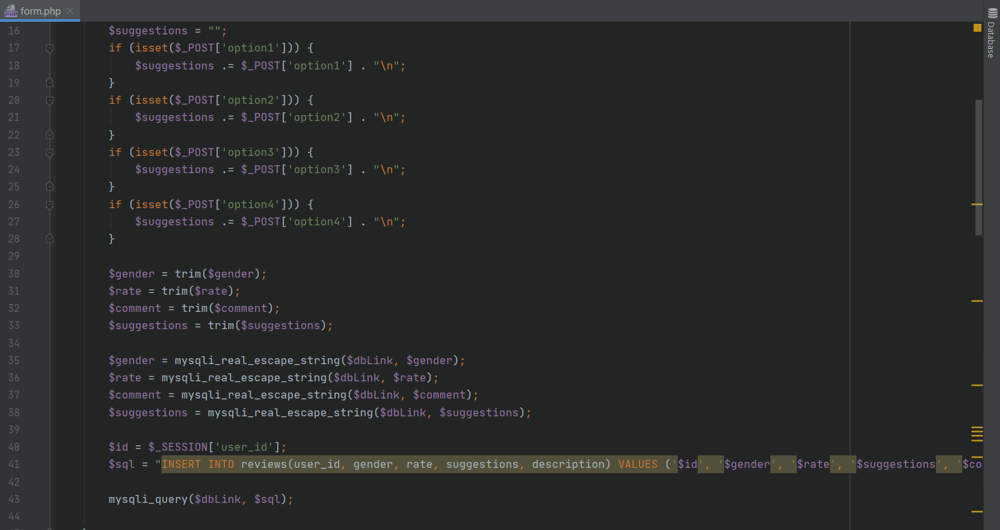 form.php
Database
16 $suggestions = "";
17 if (isset($_POST['option1'])) {
18 $suggestions .= $_POST['option1'] . "\n";
19 }
20 if (isset($_POST['option2'])) {
21 $suggestions .= $_POST['option2'] . "\n";
22 }
23 if (isset($_POST['option3'])) {
24 $suggestions .= $_POST['option3'] . "\n";
25 }
26 if (isset($_POST['option4'])) {
27 $suggestions .= $_POST['option4'] . "\n";
28 }
29
30 $gender = trim($gender);
31 $rate = trim($rate);
32 $comment = trim($comment);
33 $suggestions = trim($suggestions);
34
35 $gender = mysqli_real_escape_string($dbLink, $gender);
36 $rate = mysqli_real_escape_string($dbLink, $rate);
37 $comment = mysqli_real_escape_string($dbLink, $comment);
38 $suggestions = mysqli_real_escape_string($dbLink, $suggestions);
39
40 $id = $_SESSION['user_id'];
41 $sql = "INSERT INTO reviews(user_id, gender, rate, suggestions, description) VALUES ('$id', '$gender', '$rate', '$suggestions', '$co
42
43 mysqli_query($dbLink, $sql);
44